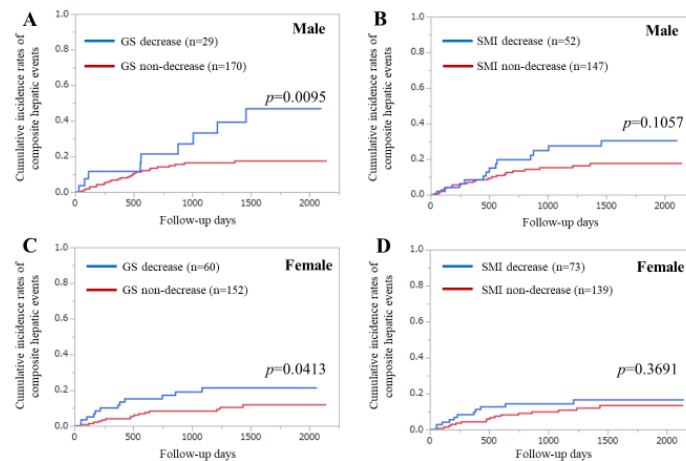 A
Male
GS decrease (n=29)
GS non-decrease (n=170)
p=0.0095
Cumulative incidence rates of
composite hepatic events
1.0
0.8
0.6
0.4
0.2
0.0
0
500
1000
1500
2000
Follow-up days
B
Male
SMI decrease (n=52)
SMI non-decrease (n=147)
p=0.1057
Cumulative incidence rates of
composite hepatic events
1.0
0.8
0.6
0.4
0.2
0.0
0
500
1000
1500
2000
Follow-up days
C
Female
GS decrease (n=60)
GS non-decrease (n=152)
p=0.0413
Cumulative incidence rates of
composite hepatic events
1.0
0.8
0.6
0.4
0.2
0.0
0
500
1000
1500
2000
Follow-up days
D
Female
SMI decrease (n=73)
SMI non-decrease (n=139)
p=0.3691
Cumulative incidence rates of
composite hepatic events
1.0
0.8
0.6
0.4
0.2
0.0
0
500
1000
1500
2000
Follow-up days